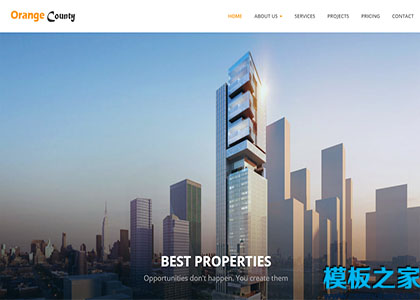 Orange County
HOME ABOUT US SERVICES PROJECTS PRICING CONTACT
BEST PROPERTIES
Opportunities don't happen, You create them
模板之家